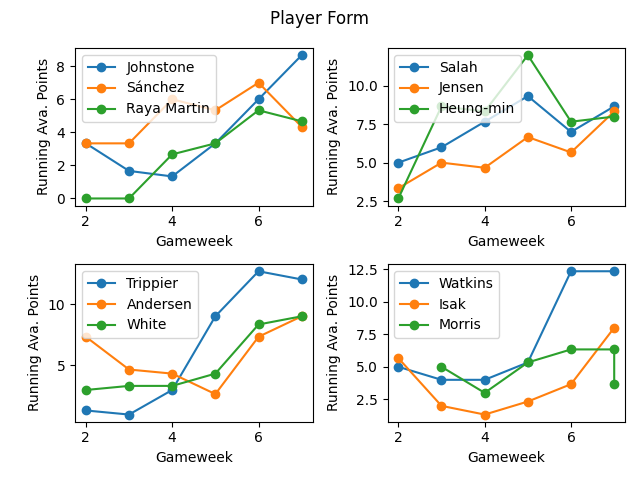 Player Form
Running Ava. Points
8
6
4
2
0
Johnstone
Sánchez
Raya Martin
2
4
6
Gameweek
Running Ava. Points
10.0
7.5
5.0
2.5
Salah
Jensen
Heung-min
2
4
6
Gameweek
Running Ava. Points
10
5
Trippier
Andersen
White
2
4
6
Gameweek
Running Ava. Points
12.5
10.0
7.5
5.0
2.5
Watkins
Isak
Morris
2
4
6
Gameweek